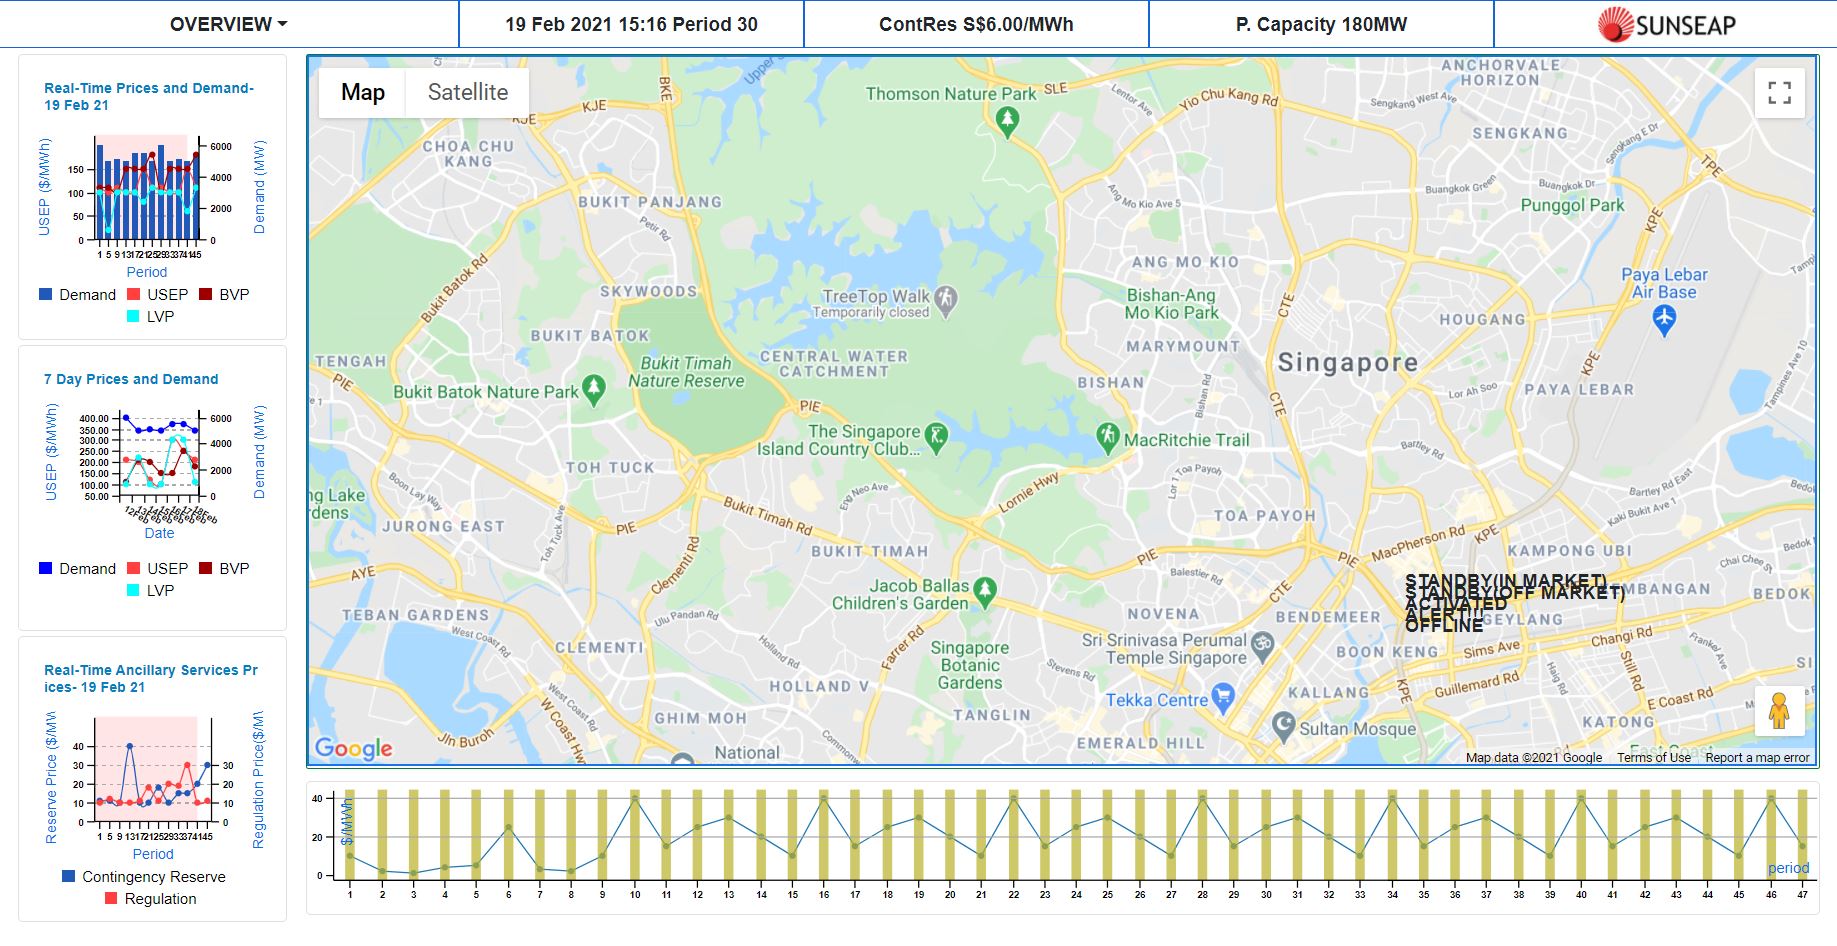 OVERVIEW
19 Feb 2021 15:16 Period 30
ContRes S$6.00/MWh
P. Capacity 180MW
SUNSEAP
Real-Time Prices and Demand-
19 Feb 21
USEP ($/MWh)
Demand (MW)
150
100
50
0
6000
4000
2000
0
1 5 9 13 17 21 25 29 33 37 41 45
Period
Demand USEP BVP
LVP
7 Day Prices and Demand
USEP ($/MWh)
Demand (MW)
400.00
350.00
300.00
250.00
200.00
150.00
100.00
50.00
6000
4000
2000
0
12Feb 13Feb 14Feb 15Feb 16Feb 17Feb 18Feb
Date
Demand USEP BVP
LVP
Real-Time Ancillary Services Pr
ices- 19 Feb 21
Reserve Price ($/MW
Regulation Price($/M
40
30
20
10
0
30
20
10
0
1 5 9 13 17 21 25 29 33 37 41 45
Period
Contingency Reserve
Regulation
Map Satellite
Upper
BKE
KJE
KJE
Thomson Nature Park
SLE
Lentor Ave
Yio Chu Kang Rd
ANCHORVALE
HORIZON
Sengkang West Ave
SENGKANG
Sengkang E Dr
TPE
CHOA CHU
KANG
BUKIT PANJANG
Petir Rd
Ang Mo Kio Ave 5
Buangkok Green
Buangkok Dr
Punggol Park
KPE
Bukit Batok Rd
SKYWOODS
TreeTop Walk
Temporarily closed
ANG MO KIO
Bishan-Ang
Mo Kio Park
CTE
Paya Lebar
Air Base
HOUGANG
BUKIT BATOK
TENGAH
PIE
Bukit Timah
Nature Reserve
CENTRAL WATER
CATCHMENT
MARYMOUNT
Singapore
KPE
Tampines Ave 10
Bukit Batok Nature Park
PIE
BISHAN
Bishan Rd
CTE
Lor Ah Soo
PAYA LEBAR
The Singapore
Island Country Club...
MacRitchie Trail
Bartley Rd
TOH TUCK
Boon Lay Way
Lor 1 Toa Payoh
Eng Neo Ave
Lornie Hwy
Bartley Rd East
Kaki Bukit Ave 1
ng Lake
rdens
JURONG EAST
Toh Tuck Ave
PIE
Bukit Timah Rd
TOA PAYOH
MacPherson Rd
KPE
Bedok
BUKIT TIMAH
PIE
PIE
KAMPONG UBI
Chai Chee St
AYE
Clementi Rd
Balestier Rd
CTE
Jacob Ballas
Children's Garden
STANDBY(IN MARKET)
STANDBY(OFF MARKET)
ACTIVATED
ALERT!!!
OFFLINE
EMBANGAN
BEDOK
TEBAN GARDENS
Ulu Pandan Rd
NOVENA
BENDEMEER
GEYLANG
West Coast Rd
CLEMENTI
Holland Rd
Farrer Rd
Singapore
Botanic
Gardens
Sri Srinivasa Perumal
Temple Singapore
BOON KENG
Sims Ave
Changi Rd
Frankel Ave
Stevens Rd
HOLLAND V
Tekka Centre
KALLANG
KPE
Guillemard Rd
Haig Rd
Still Rd
E Coast Rd
SI
West Coast Rd
W Coast Hwy
GHIM MOH
TANGLIN
Sultan Mosque
KATONG
Jln Buroh
Commonw
EMERALD HILL
East Coast
National
Google
Map data ©2021 Google Terms of Use Report a map error
$/MWh
40
20
0
period
1 2 3 4 5 6 7 8 9 10 11 12 13 14 15 16 17 18 19 20 21 22 23 24 25 26 27 28 29 30 31 32 33 34 35 36 37 38 39 40 41 42 43 44 45 46 47